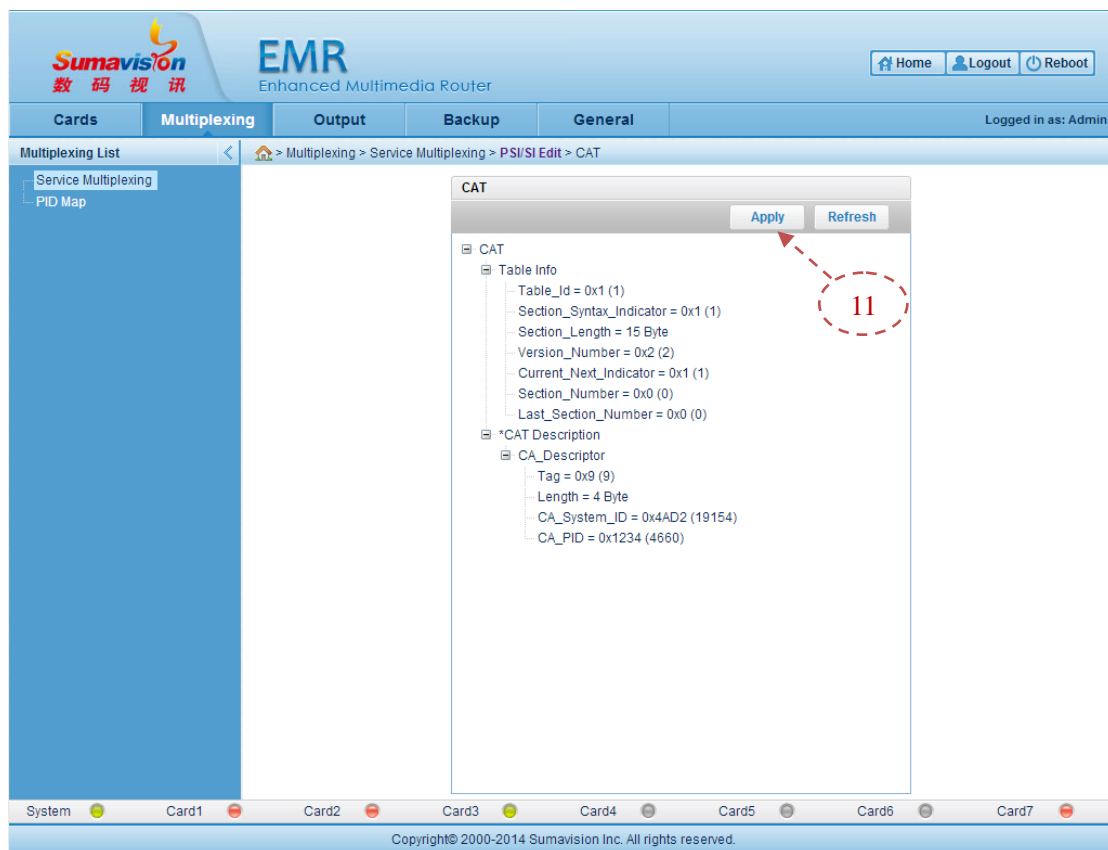 Sumavision
数 码 视 讯
EMR
Enhanced Multimedia Router
Home Logout Reboot
Cards Multiplexing Output Backup General Logged in as: Admin
Multiplexing List > Multiplexing > Service Multiplexing > PSI/SI Edit > CAT
Service Multiplexing
PID Map
CAT
Apply Refresh
CAT
Table Info
Table_Id = 0x1 (1)
Section_Syntax_Indicator = 0x1 (1)
Section_Length = 15 Byte
Version_Number = 0x2 (2)
Current_Next_Indicator = 0x1 (1)
Section_Number = 0x0 (0)
Last_Section_Number = 0x0 (0)
11
*CAT Description
CA_Descriptor
Tag = 0x9 (9)
Length = 4 Byte
CA_System_ID = 0x4AD2 (19154)
CA_PID = 0x1234 (4660)
System Card1 Card2 Card3 Card4 Card5 Card6 Card7
Copyright© 2000-2014 Sumavision Inc. All rights reserved.